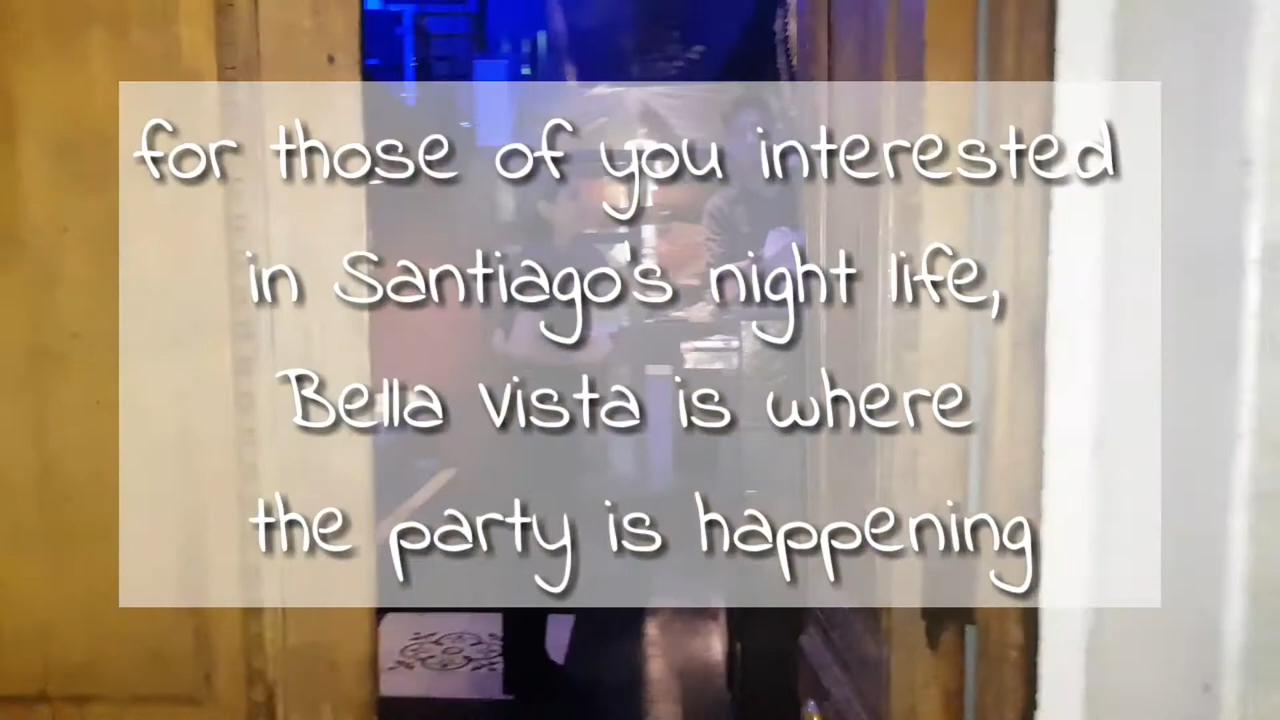 for those of you interested
in Santiago's night life,
Bella Vista is where
the party is happening